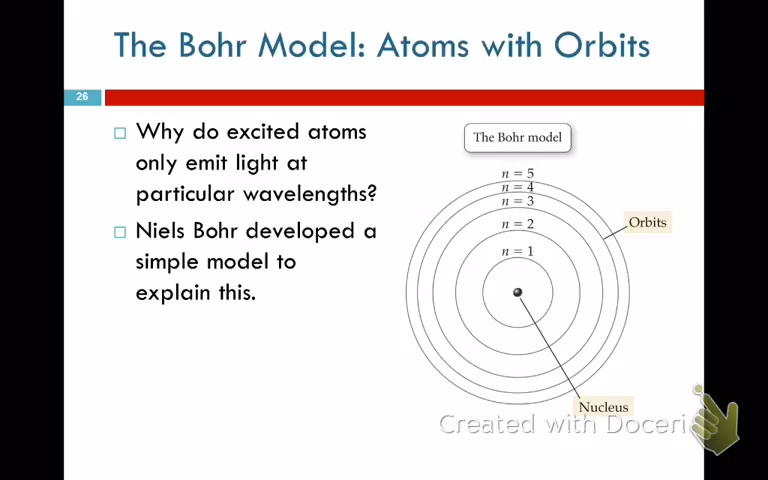 The Bohr Model: Atoms with Orbits
26
□ Why do excited atoms
only emit light at
particular wavelengths?
□ Niels Bohr developed a
simple model to
explain this.
The Bohr model
n = 5
n = 4
n = 3
n = 2
n = 1
Orbits
Nucleus
Created with Doceri